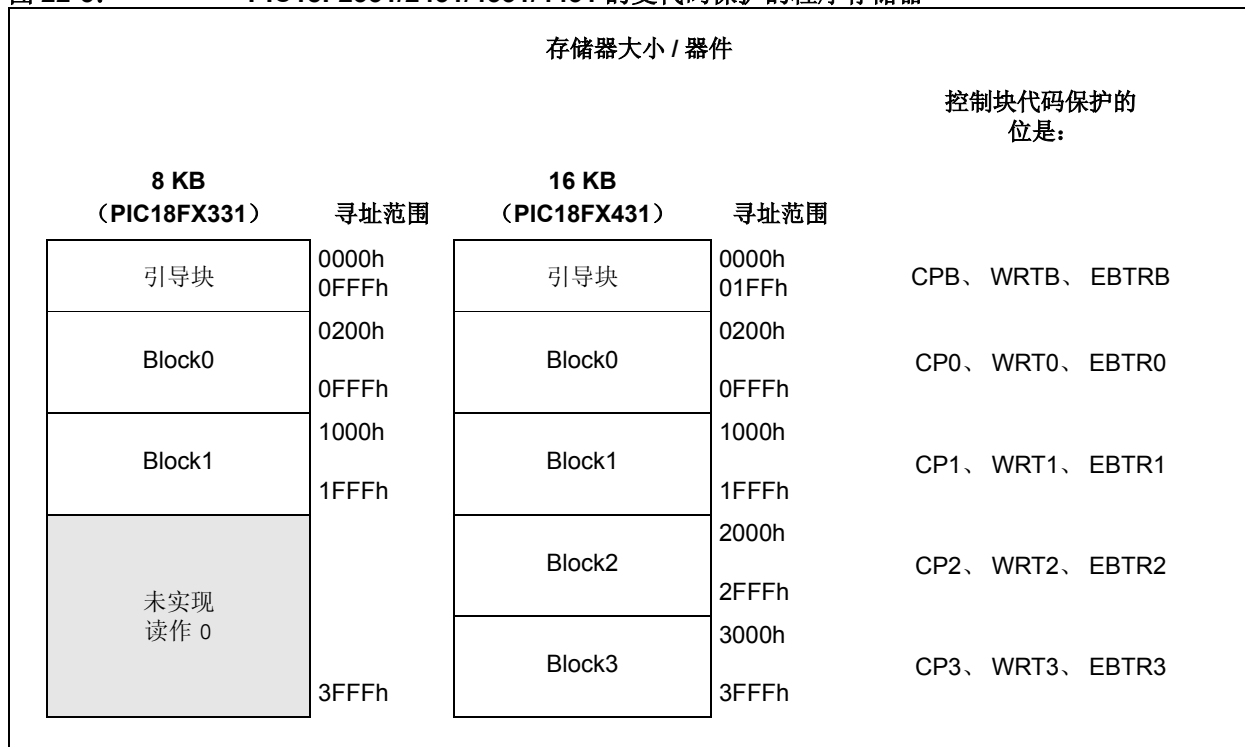 存储器大小 / 器件
控制块代码保护的
位是：
8 KB
（PIC18FX331）
寻址范围
16 KB
（PIC18FX431）
寻址范围
引导块
0000h
0FFFh
引导块
0000h
01FFh
CPB、 WRTB、 EBTRB
Block0
0200h
0FFFh
Block0
0200h
0FFFh
CP0、 WRT0、 EBTR0
Block1
1000h
1FFFh
Block1
1000h
1FFFh
CP1、 WRT1、 EBTR1
未实现
读作 0
3FFFh
Block2
2000h
2FFFh
CP2、 WRT2、 EBTR2
Block3
3000h
3FFFh
CP3、 WRT3、 EBTR3